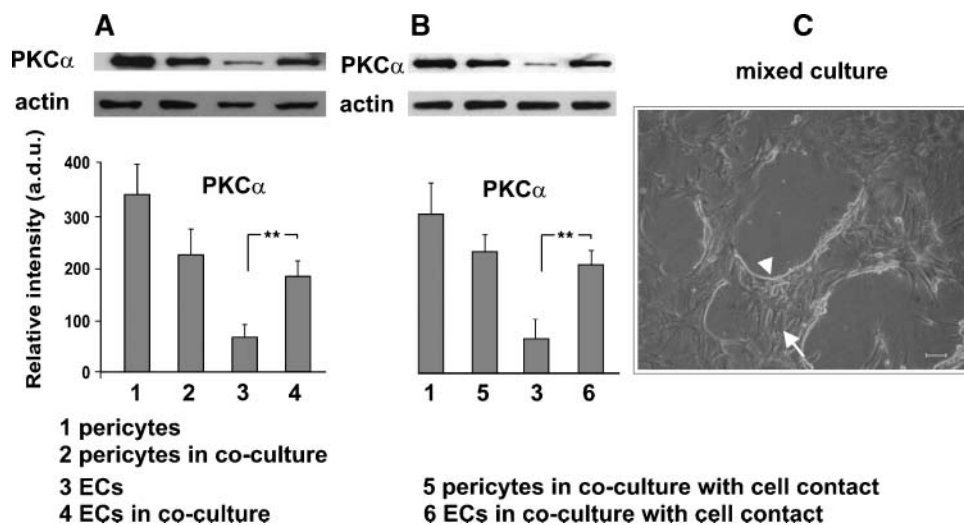 A
B
C
PKCα
actin
PKCα
actin
mixed culture
Relative intensity (a.d.u.)
400
300
200
100
0
PKCα
**
1 2 3 4
PKCα
**
1 5 3 6
1 pericytes
2 pericytes in co-culture
3 ECs
4 ECs in co-culture
5 pericytes in co-culture with cell contact
6 ECs in co-culture with cell contact